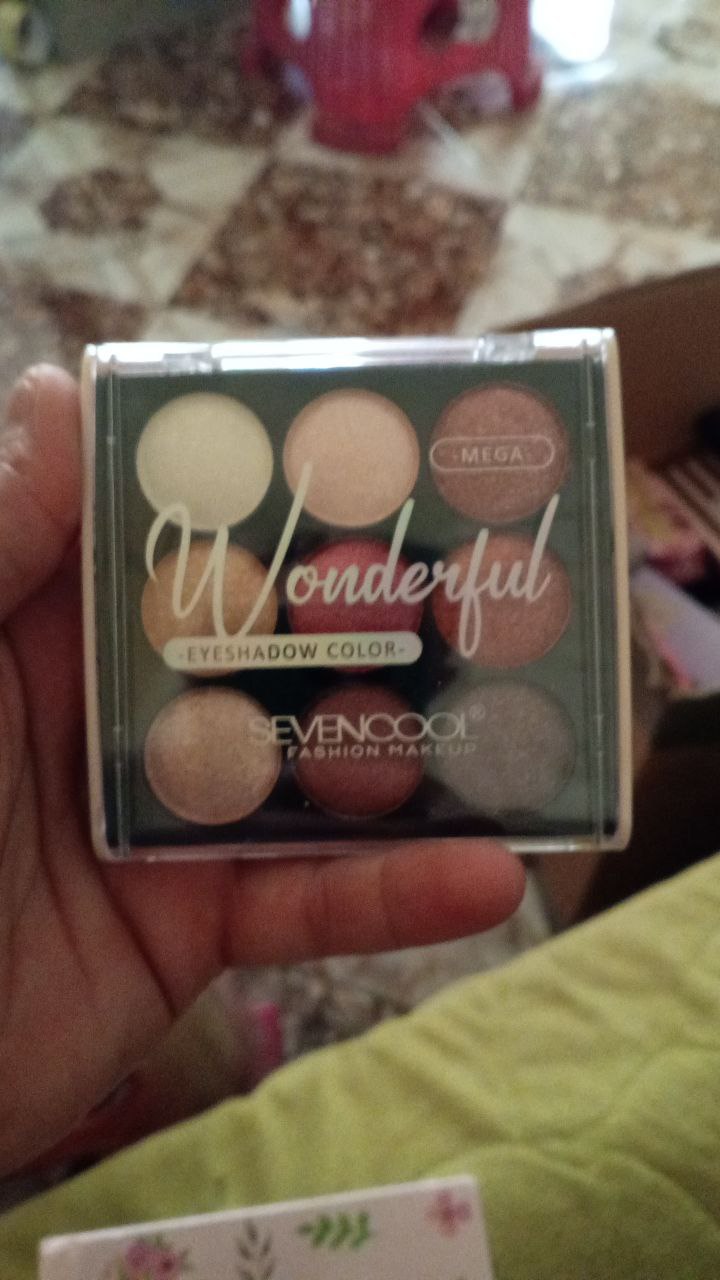 -MEGA-
Wonderful
-EYESHADOW COLOR-
SEVENCOOL®
FASHION MAKEUP